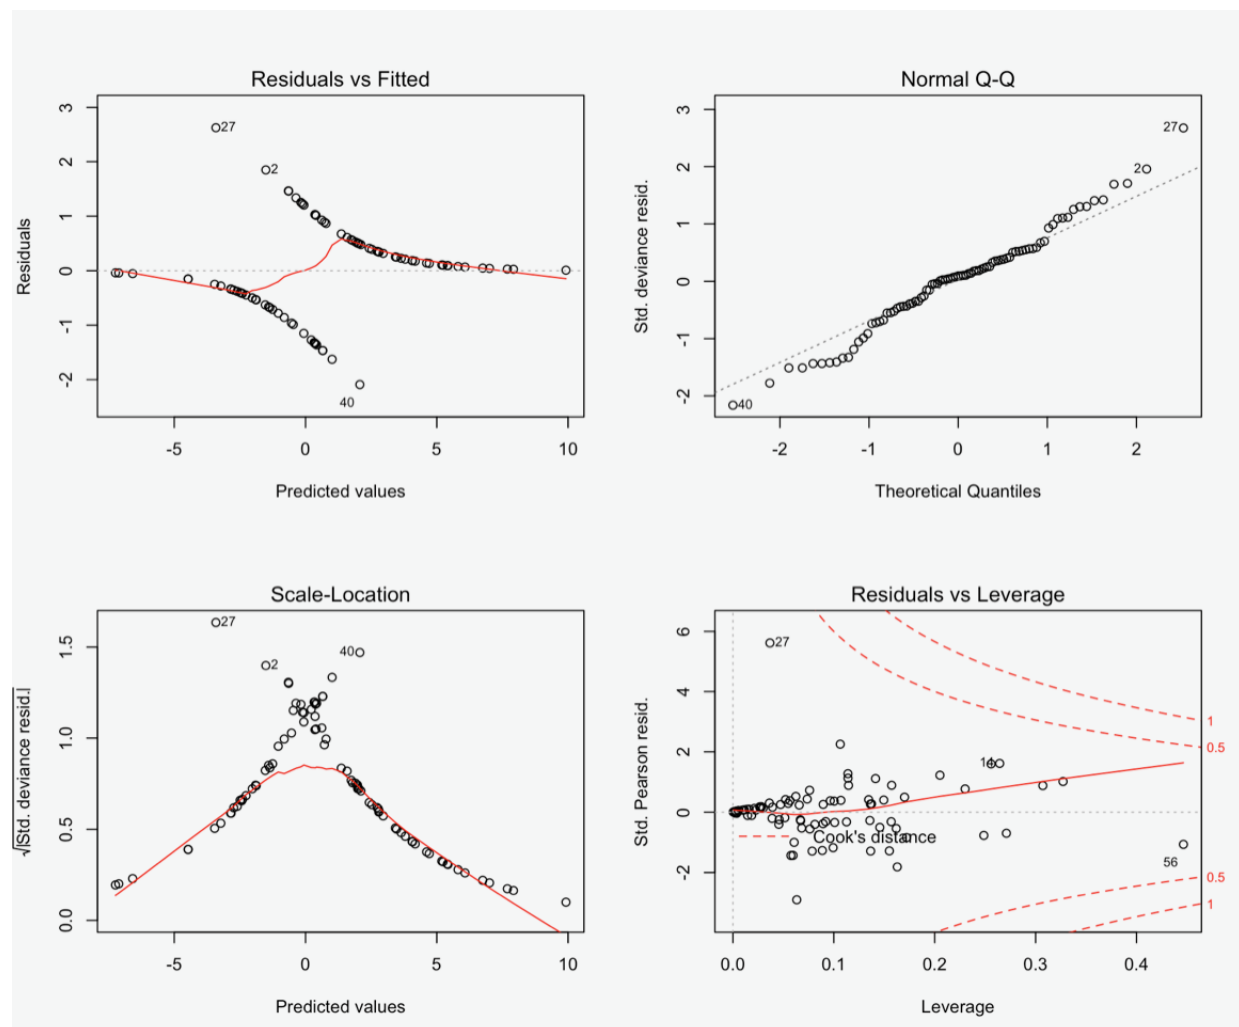 Residuals vs Fitted
Residuals
3
2
1
0
-1
-2
27
2
40
-5 0 5 10
Predicted values
Normal Q-Q
Std. deviance resid.
3
2
1
0
-1
-2
27
2
40
-2 -1 0 1 2
Theoretical Quantiles
Scale-Location
√|Std. deviance resid.|
1.5
1.0
0.5
0.0
27
2
40
-5 0 5 10
Predicted values
Residuals vs Leverage
Std. Pearson resid.
6
4
2
0
-2
27
14
56
Cook's distance
1
0.5
0.5
1
0.0 0.1 0.2 0.3 0.4
Leverage